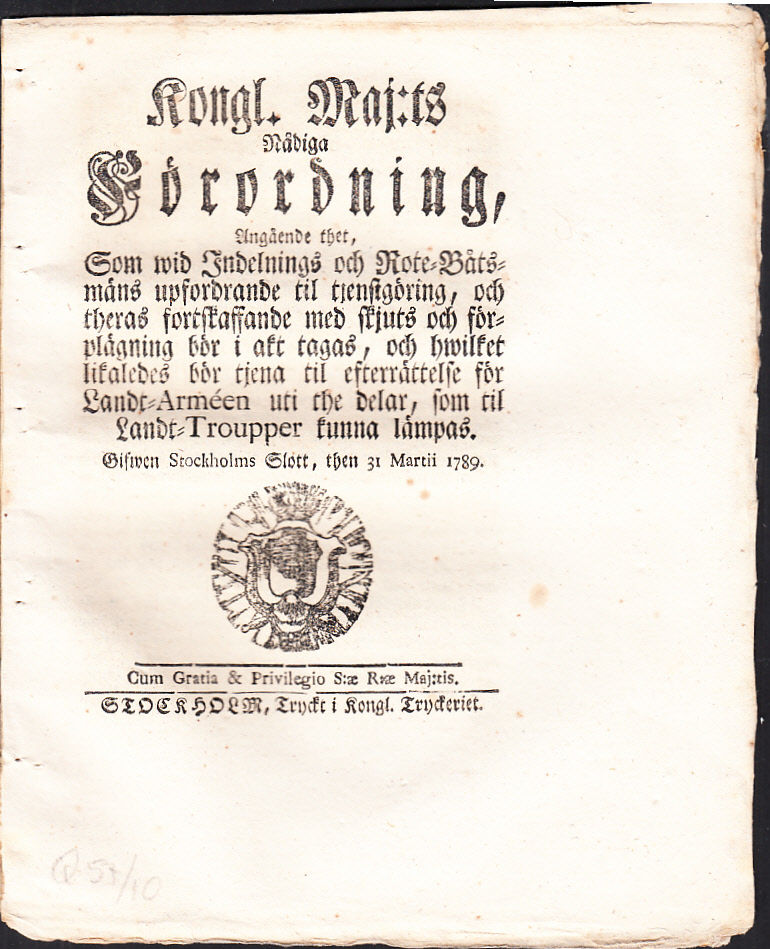 Kongl. Maj:ts
Nådiga
Förordning,
Angående thet,
Som wid Indelnings och Rote-Båts-
mäns upfordrande til tjenstgöring, och
theras fortskaffande med skjuts och för-
plägning bör i akt tagas, och hwilket
likaledes bör tjena til efterrättelse för
Landt-Arméen uti the delar, som til
Landt-Troupper kunna lämpas.
Gifwen Stockholms Slott, then 31 Martii 1789.
Cum Gratia & Privilegio S:æ R:æ Maj:tis.
STOCKHOLM, Tryckt i Kongl. Tryckeriet.
Q 53/10